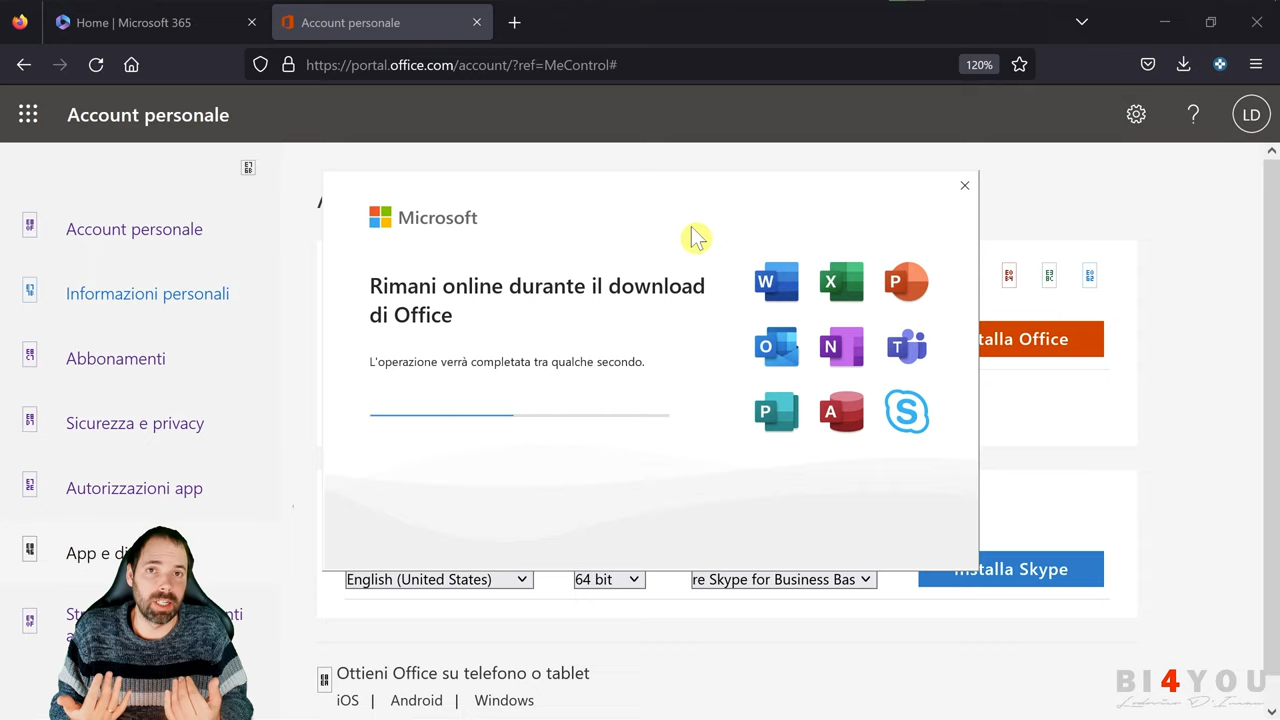 Home | Microsoft 365
Account personale
https://portal.office.com/account/?ref=MeControl#
120%
Account personale
LD
Account personale
Informazioni personali
Abbonamenti
Sicurezza e privacy
Autorizzazioni app
App e di
Microsoft
Rimani online durante il download
di Office
L'operazione verrà completata tra qualche secondo.
W X P
O N T
P A S
talla Office
English (United States)
64 bit
re Skype for Business Bas
Installa Skype
Ottieni Office su telefono o tablet
iOS | Android | Windows
BI4YOU